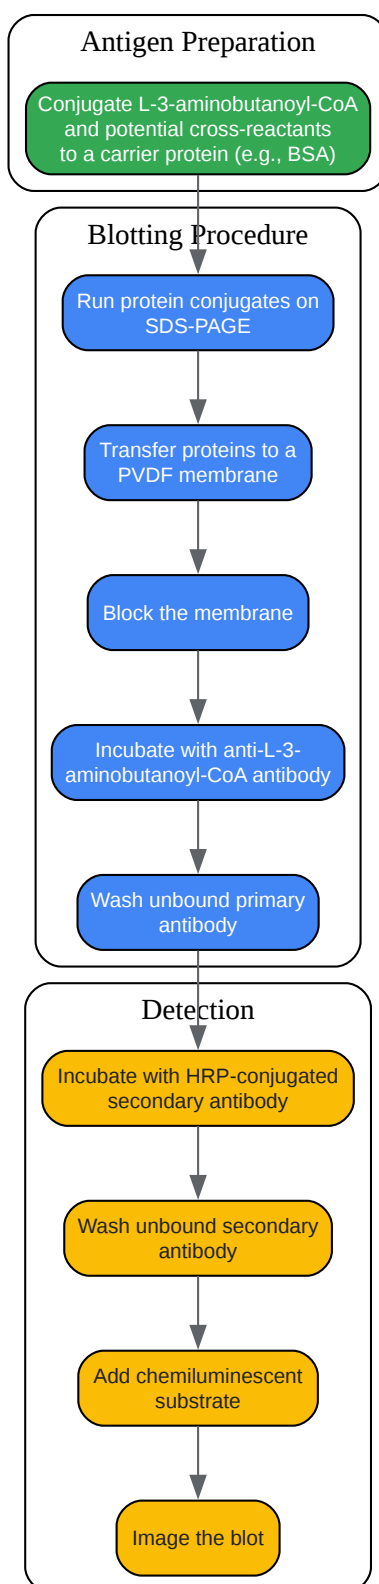 Antigen Preparation
Conjugate L-3-aminobutanoyl-CoA
and potential cross-reactants
to a carrier protein (e.g., BSA)
Blotting Procedure
Run protein conjugates on
SDS-PAGE
Transfer proteins to a
PVDF membrane
Block the membrane
Incubate with anti-L-3-
aminobutanoyl-CoA antibody
Wash unbound primary
antibody
Detection
Incubate with HRP-conjugated
secondary antibody
Wash unbound secondary
antibody
Add chemiluminescent
substrate
Image the blot